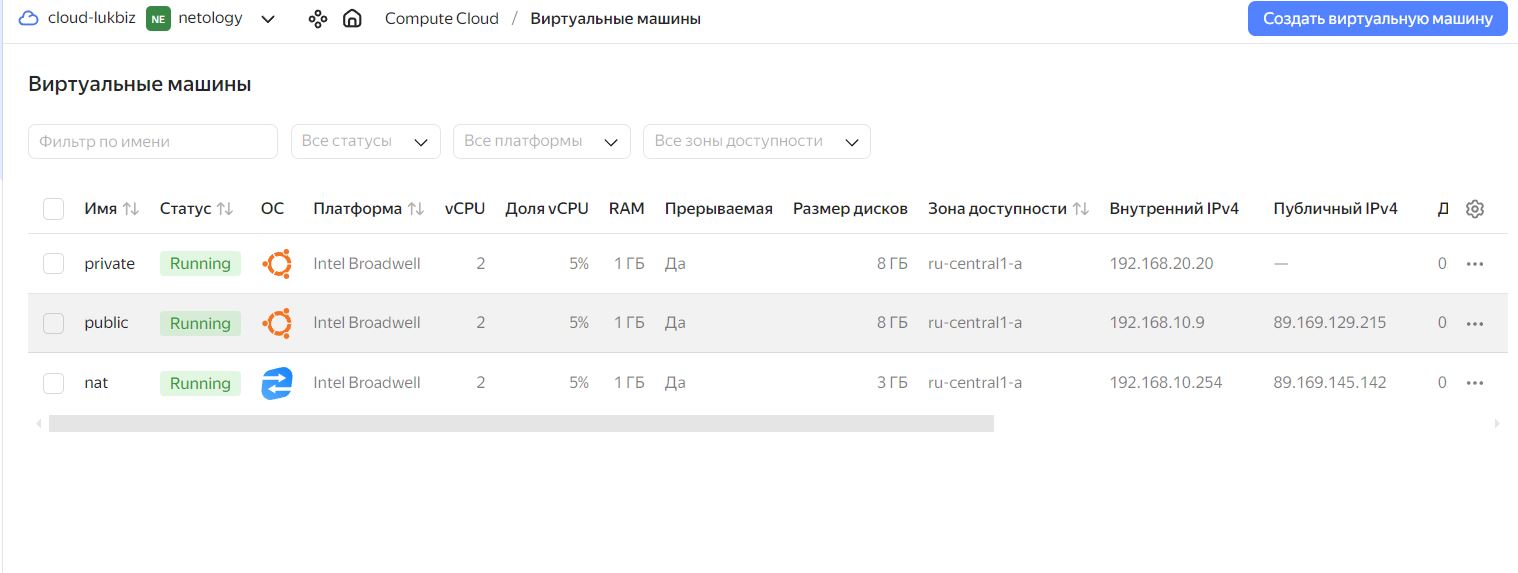 cloud-lukbiz NE netology Compute Cloud / Виртуальные машины Создать виртуальную машину
Виртуальные машины
Фильтр по имени Все статусы Все платформы Все зоны доступности
Имя Статус ОС Платформа vCPU Доля vCPU RAM Прерываемая Размер дисков Зона доступности Внутренний IPv4 Публичный IPv4 Д
private Running Intel Broadwell 2 5% 1 ГБ Да 8 ГБ ru-central1-a 192.168.20.20 — 0
public Running Intel Broadwell 2 5% 1 ГБ Да 8 ГБ ru-central1-a 192.168.10.9 89.169.129.215 0
nat Running Intel Broadwell 2 5% 1 ГБ Да 3 ГБ ru-central1-a 192.168.10.254 89.169.145.142 0